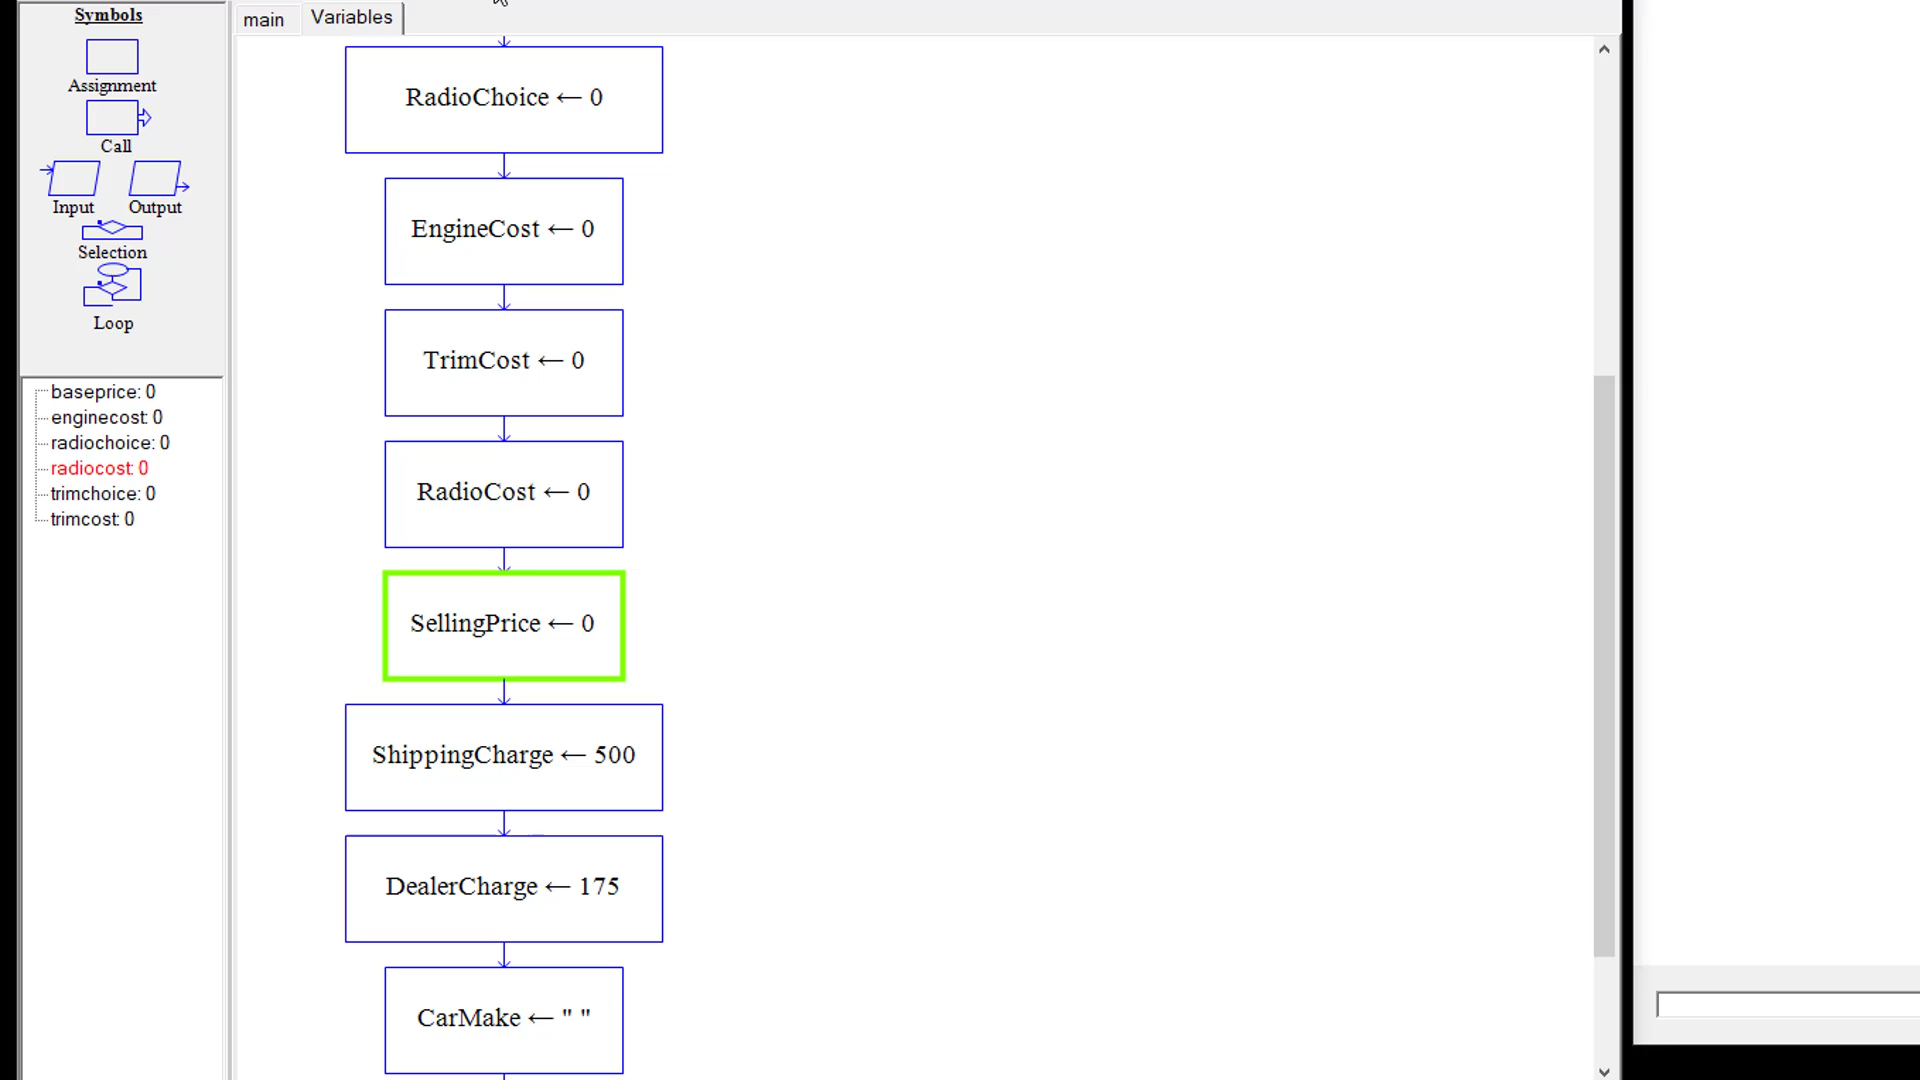 Symbols
Assignment
Call
Input
Output
Selection
Loop
baseprice: 0
enginecost: 0
radiochoice: 0
radiocost: 0
trimchoice: 0
trimcost: 0
main
Variables
RadioChoice ← 0
EngineCost ← 0
TrimCost ← 0
RadioCost ← 0
SellingPrice ← 0
ShippingCharge ← 500
DealerCharge ← 175
CarMake ← " "